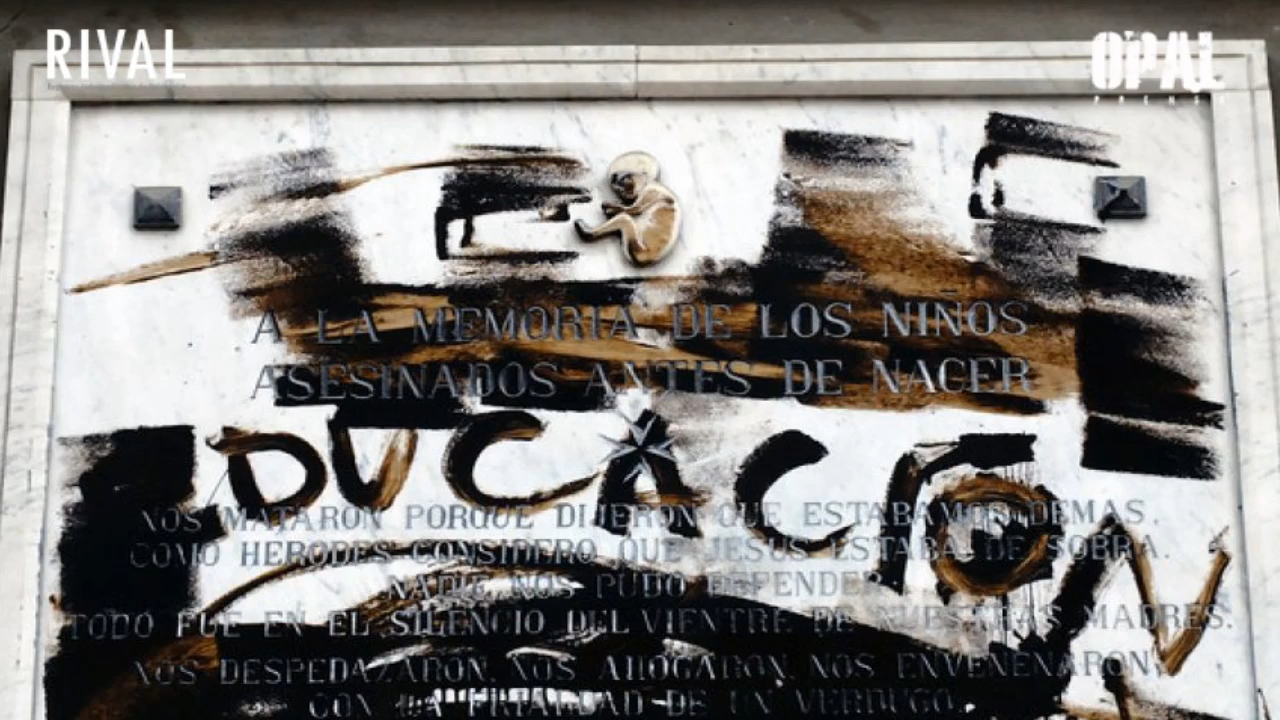 RIVAL
OPAL
PRENSA
A LA MEMORIA DE LOS NIÑOS
ASESINADOS ANTES DE NACER
DUCACION
NOS MATARON PORQUE DIJERON QUE ESTABAMOS DEMAS.
COMO HERODES CONSIDERO QUE JESUS ESTABA DE SOBRA.
NADIE NOS PUDO DEFENDER.
TODO FUE EN EL SILENCIO DEL VIENTRE DE NUESTRAS MADRES.
NOS DESPEDAZARON, NOS AHOGARON, NOS ENVENENARON,
CON LA FRIALDAD DE UN VERDUGO.